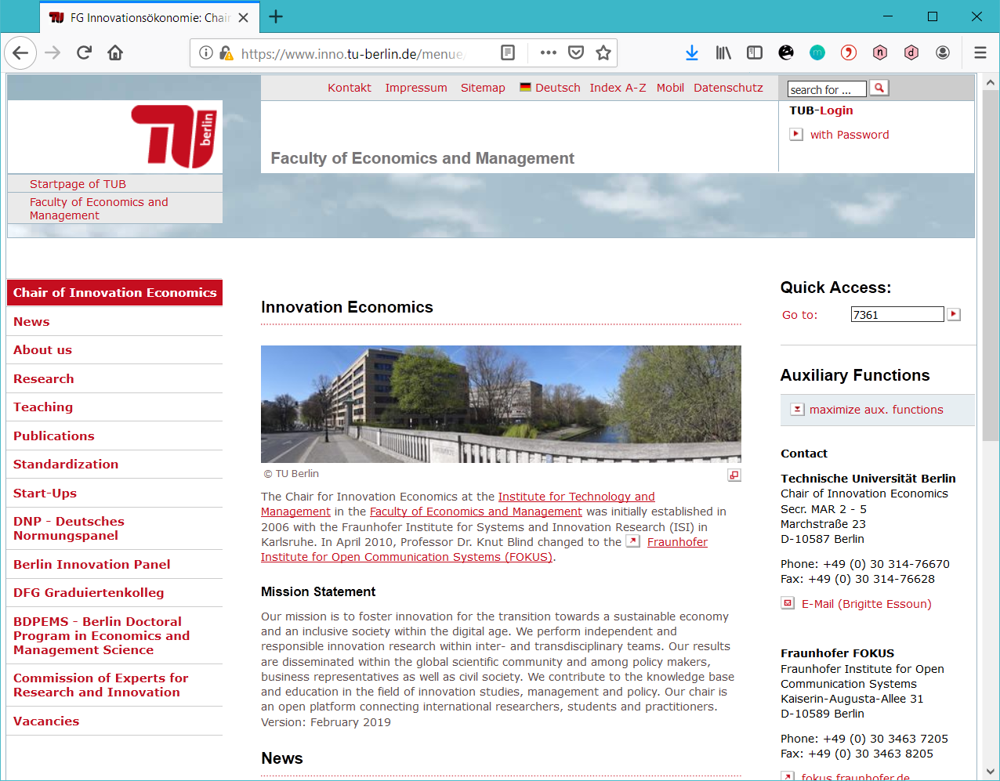 FG Innovationsökonomie: Chair
https://www.inno.tu-berlin.de/menue/
Kontakt Impressum Sitemap Deutsch Index A-Z Mobil Datenschutz
search for ...
TUB-Login
with Password
TU berlin
Faculty of Economics and Management
Startpage of TUB
Faculty of Economics and
Management
Chair of Innovation Economics
News
About us
Research
Teaching
Publications
Standardization
Start-Ups
DNP - Deutsches
Normungspanel
Berlin Innovation Panel
DFG Graduiertenkolleg
BDPEMS - Berlin Doctoral
Program in Economics and
Management Science
Commission of Experts for
Research and Innovation
Vacancies
Innovation Economics
© TU Berlin
The Chair for Innovation Economics at the Institute for Technology and
Management in the Faculty of Economics and Management was initially established in
2006 with the Fraunhofer Institute for Systems and Innovation Research (ISI) in
Karlsruhe. In April 2010, Professor Dr. Knut Blind changed to the Fraunhofer
Institute for Open Communication Systems (FOKUS).
Mission Statement
Our mission is to foster innovation for the transition towards a sustainable economy
and an inclusive society within the digital age. We perform independent and
responsible innovation research within inter- and transdisciplinary teams. Our results
are disseminated within the global scientific community and among policy makers,
business representatives as well as civil society. We contribute to the knowledge base
and education in the field of innovation studies, management and policy. Our chair is
an open platform connecting international researchers, students and practitioners.
Version: February 2019
News
Quick Access:
Go to: 7361
Auxiliary Functions
maximize aux. functions
Contact
Technische Universität Berlin
Chair of Innovation Economics
Secr. MAR 2 - 5
Marchstraße 23
D-10587 Berlin
Phone: +49 (0) 30 314-76670
Fax: +49 (0) 30 314-76628
E-Mail (Brigitte Essoun)
Fraunhofer FOKUS
Fraunhofer Institute for Open
Communication Systems
Kaiserin-Augusta-Allee 31
D-10589 Berlin
Phone: +49 (0) 30 3463 7205
Fax: +49 (0) 30 3463 8205
fokus.fraunhofer.de